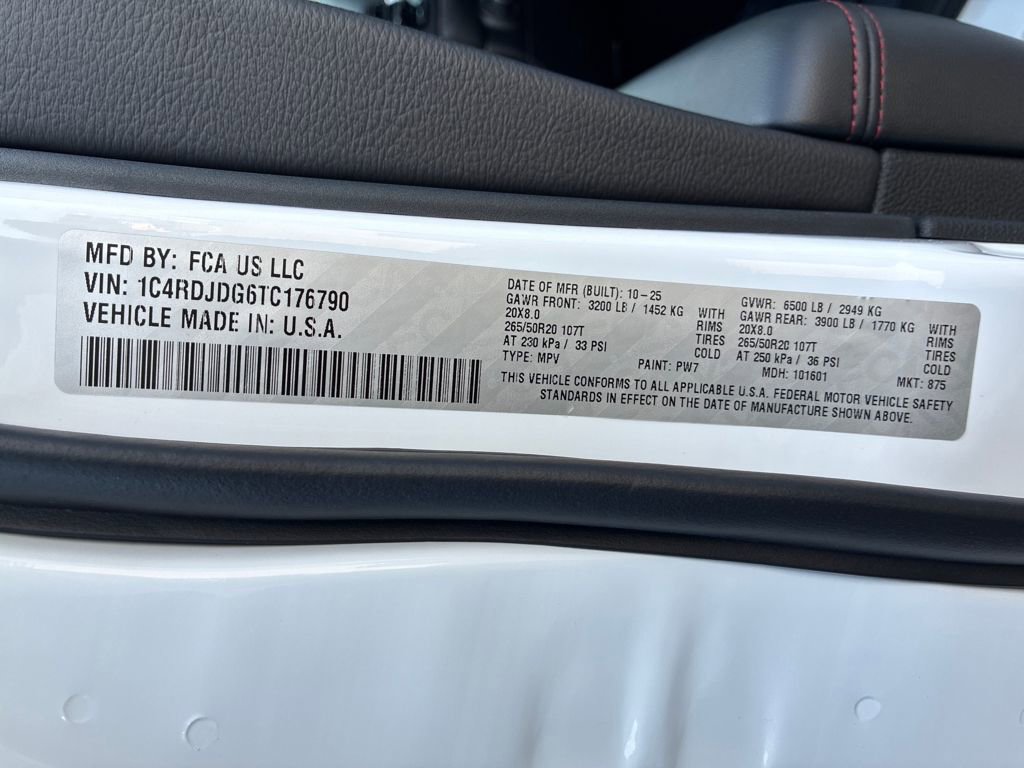 MFD BY: FCA US LLC
VIN: 1C4RDJDG6TC176790
VEHICLE MADE IN: U.S.A.
DATE OF MFR (BUILT): 10-25
GAWR FRONT: 3200 LB / 1452 KG WITH
20X8.0 RIMS
265/50R20 107T TIRES
AT 230 kPa / 33 PSI COLD
TYPE: MPV PAINT: PW7
GVWR: 6500 LB / 2949 KG
GAWR REAR: 3900 LB / 1770 KG WITH
20X8.0 RIMS
265/50R20 107T TIRES
AT 250 kPa / 36 PSI COLD
MDH: 101601 MKT: 875
THIS VEHICLE CONFORMS TO ALL APPLICABLE U.S.A. FEDERAL MOTOR VEHICLE SAFETY
STANDARDS IN EFFECT ON THE DATE OF MANUFACTURE SHOWN ABOVE.